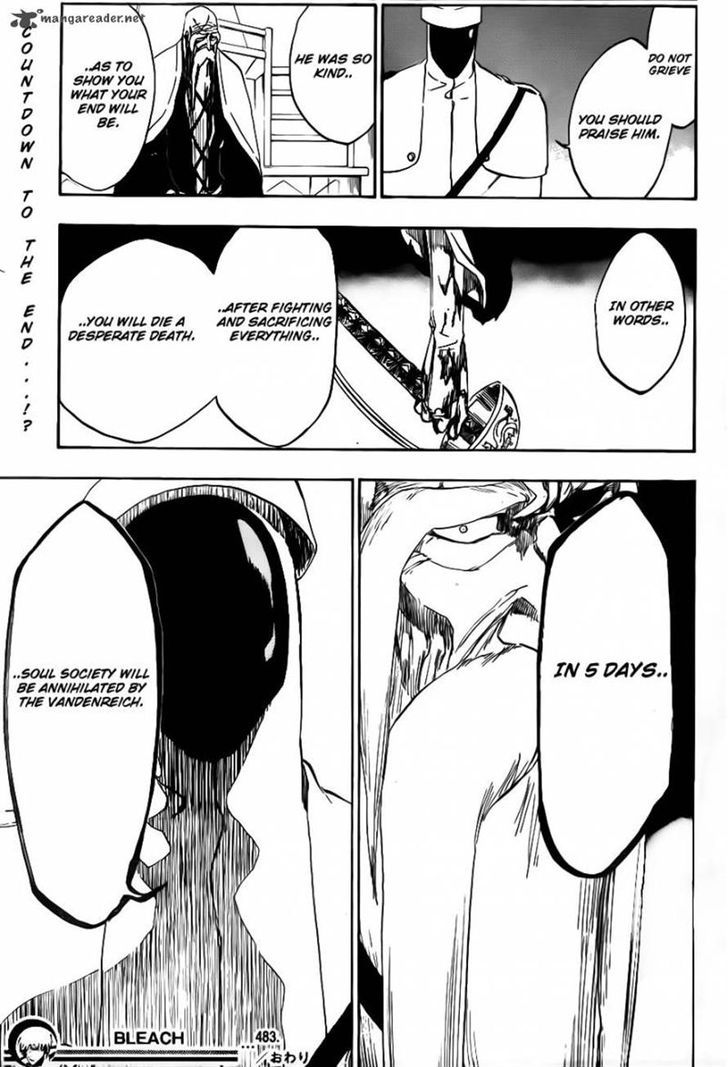 mangareader.net
DO NOT
GRIEVE
YOU SHOULD
PRAISE HIM.
HE WAS SO
KIND..
..AS TO
SHOW YOU
WHAT YOUR
END WILL
BE.
COUNTDOWN TO THE END...!?
IN OTHER
WORDS..
..AFTER FIGHTING
AND SACRIFICING
EVERYTHING..
..YOU WILL DIE A
DESPERATE DEATH.
IN 5 DAYS..
..SOUL SOCIETY WILL
BE ANNIHILATED BY
THE VANDENREICH.
BLEACH 483.
／おわり